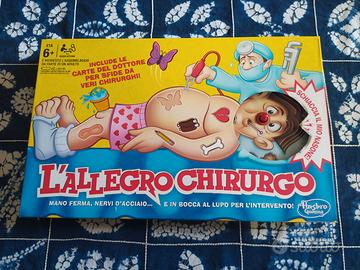 ETÀ
6+
INCLUDE LE
CARTE DEL DOTTORE
PER SFIDE DA
VERI CHIRURGHI!
SCHIACCIA IL MIO NASONE!
L'ALLEGRO CHIRURGO
MANO FERMA, NERVI D'ACCIAIO...
E IN BOCCA AL LUPO PER L'INTERVENTO!
Hasbro
Gaming